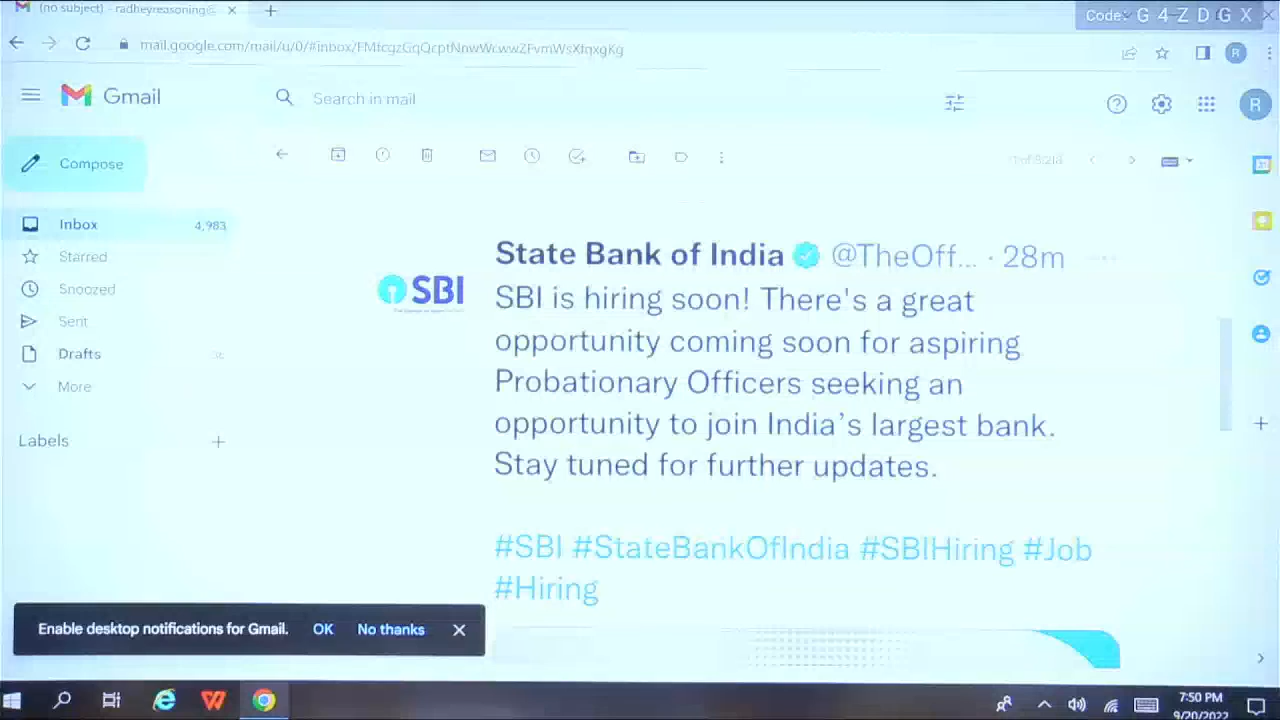 (no subject) - radheyreasoning@
Code:- G 4-Z D G X
mail.google.com/mail/u/0/#inbox/
Gmail
Search in mail
R
R
Compose
1 of 8,213
Inbox 4,983
Starred
Snoozed
Sent
Drafts
More
Labels
State Bank of India @TheOff... · 28m
SBI
SBI is hiring soon! There's a great
opportunity coming soon for aspiring
Probationary Officers seeking an
opportunity to join India's largest bank.
Stay tuned for further updates.
#SBI #StateBankOfIndia #SBIHiring #Job
#Hiring
Enable desktop notifications for Gmail. OK No thanks
7:50 PM
9/20/2022